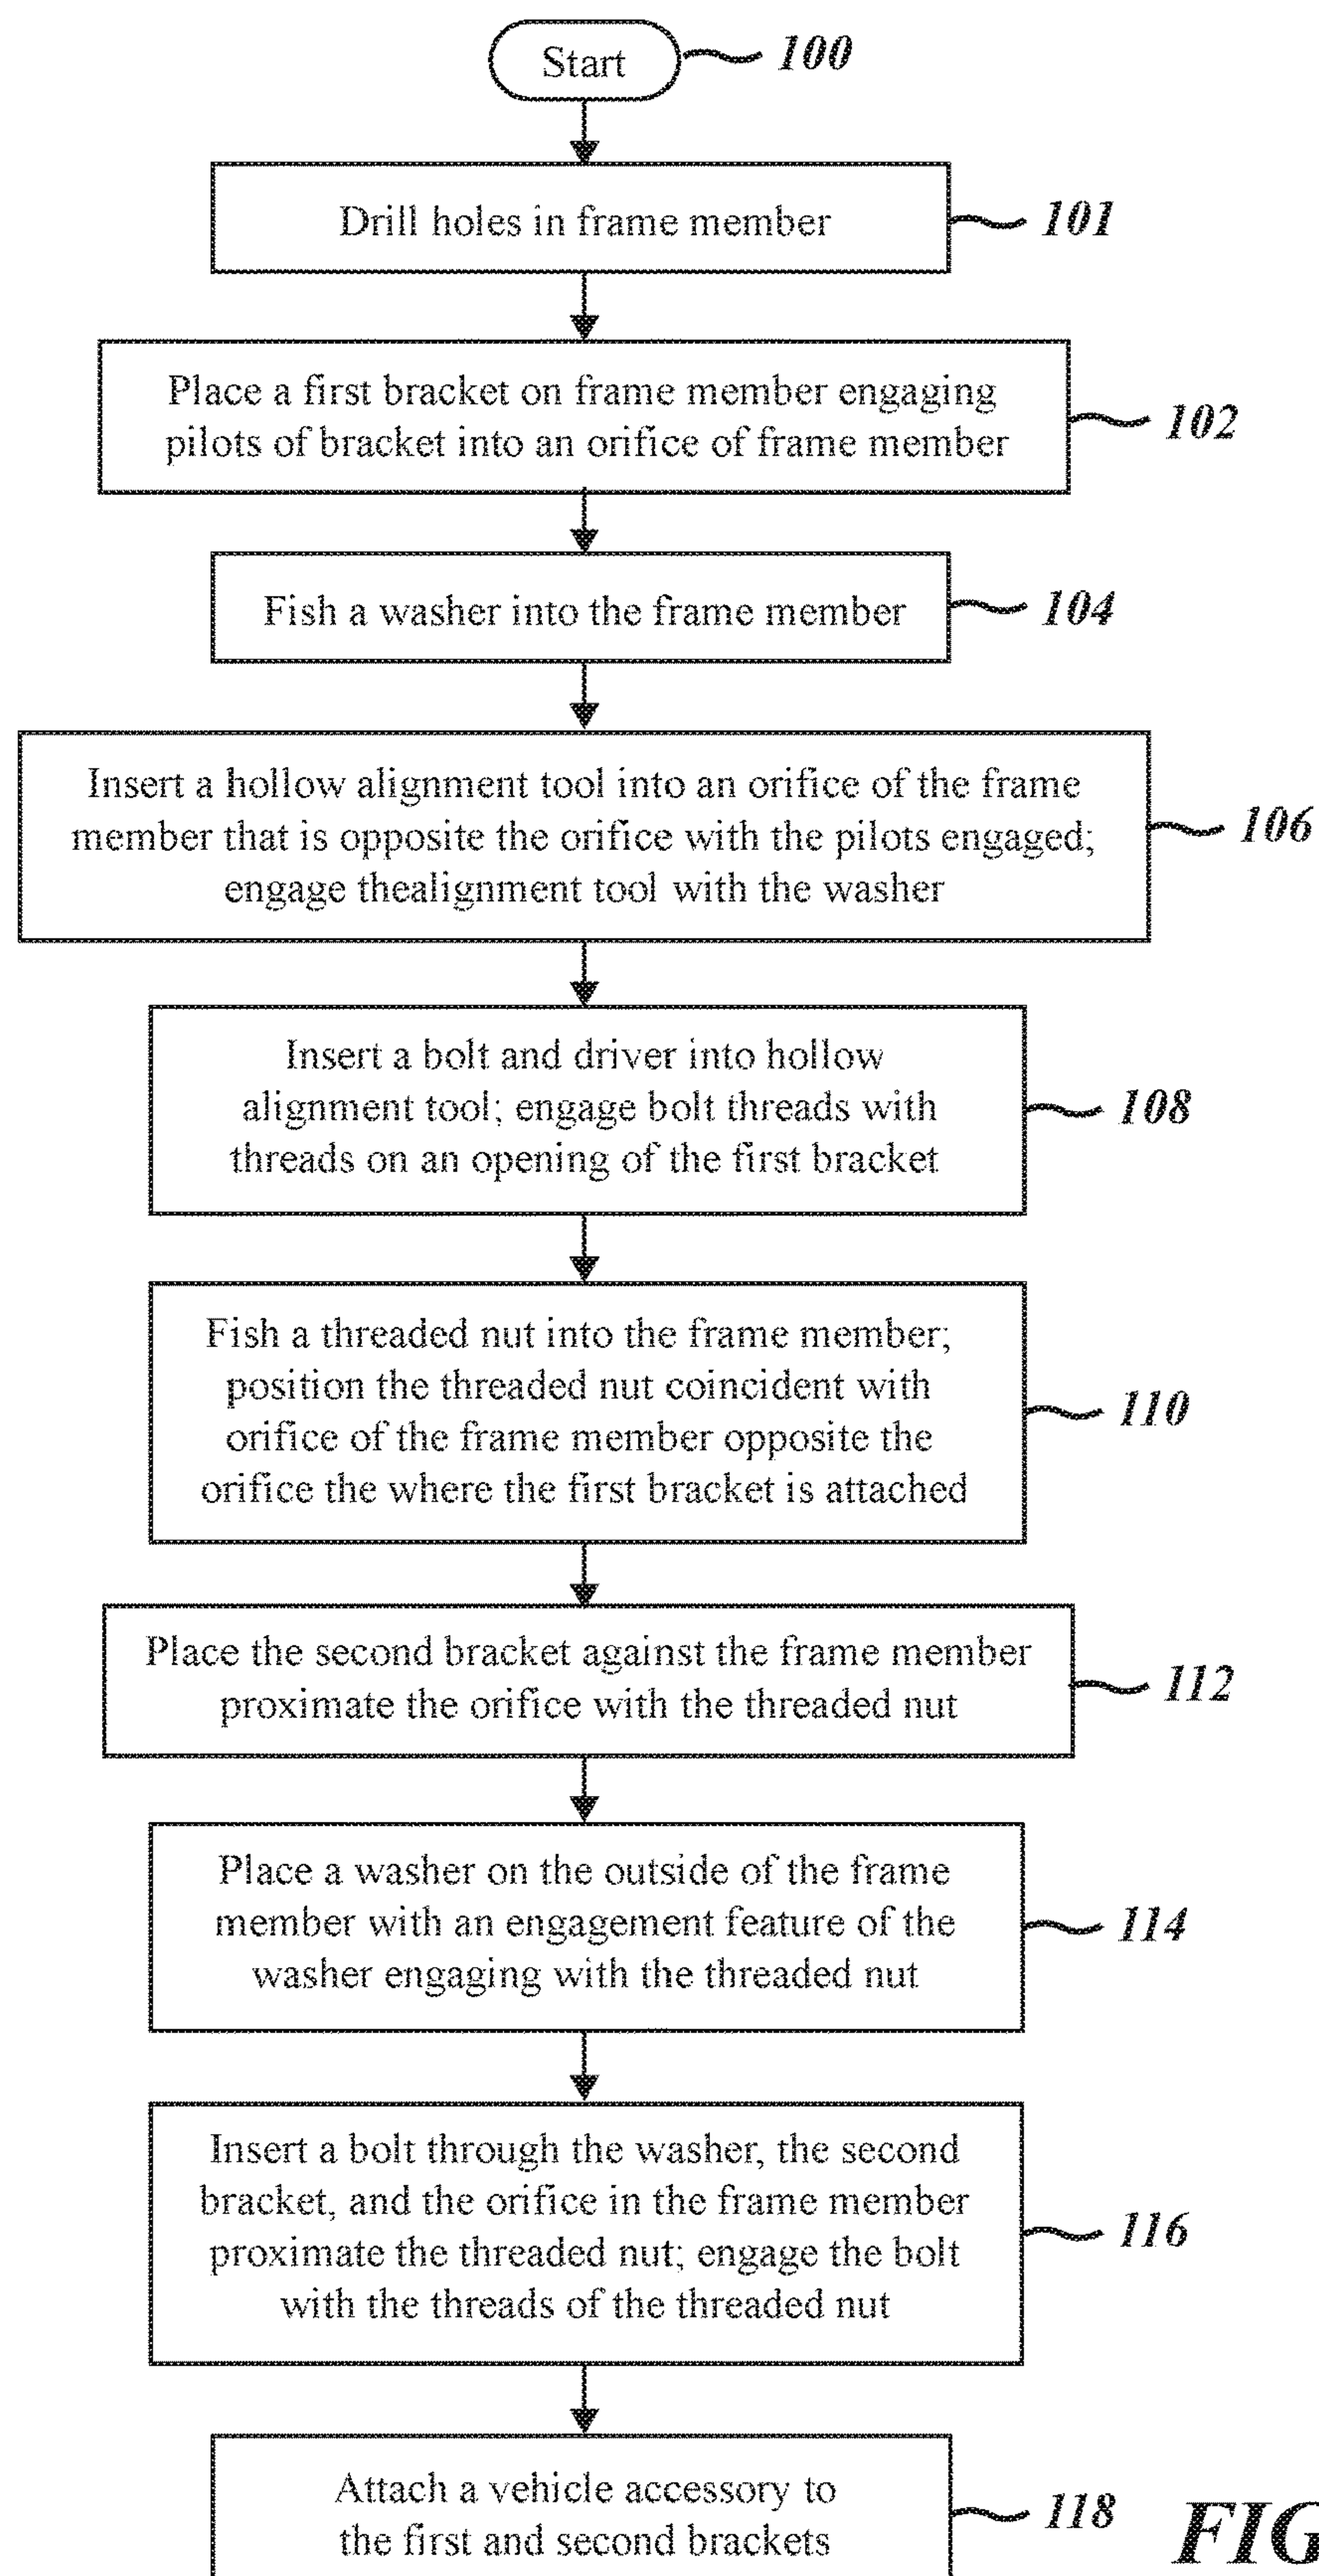 Start
100
Drill holes in frame member
101
Place a first bracket on frame member engaging
pilots of bracket into an orifice of frame member
102
Fish a washer into the frame member
104
Insert a hollow alignment tool into an orifice of the frame
member that is opposite the orifice with the pilots engaged;
engage thealignment tool with the washer
106
Insert a bolt and driver into hollow
alignment tool; engage bolt threads with
threads on an opening of the first bracket
108
Fish a threaded nut into the frame member;
position the threaded nut coincident with
orifice of the frame member opposite the
orifice the where the first bracket is attached
110
Place the second bracket against the frame member
proximate the orifice with the threaded nut
112
Place a washer on the outside of the frame
member with an engagement feature of the
washer engaging with the threaded nut
114
Insert a bolt through the washer, the second
bracket, and the orifice in the frame member
proximate the threaded nut; engage the bolt
with the threads of the threaded nut
116
Attach a vehicle accessory to
the first and second brackets
118
FIG